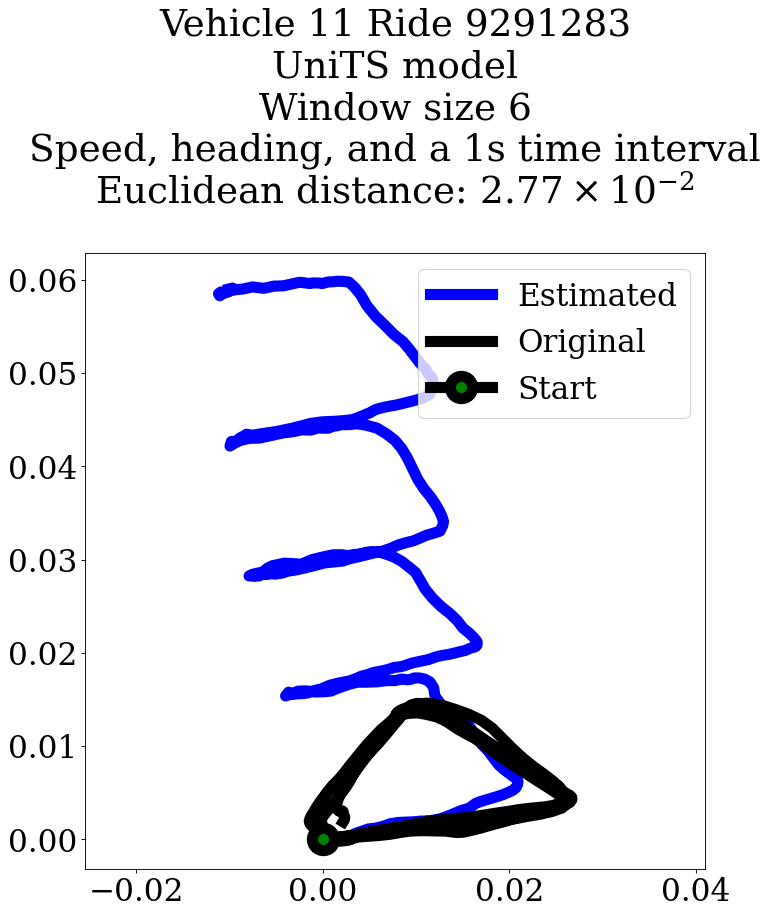 Vehicle 11 Ride 9291283
UniTS model
Window size 6
Speed, heading, and a 1s time interval
Euclidean distance: 2.77 × 10⁻²
0.06
Estimated
Original
0.05
Start
0.04
0.03
0.02
0.01
0.00
−0.02 0.00 0.02 0.04